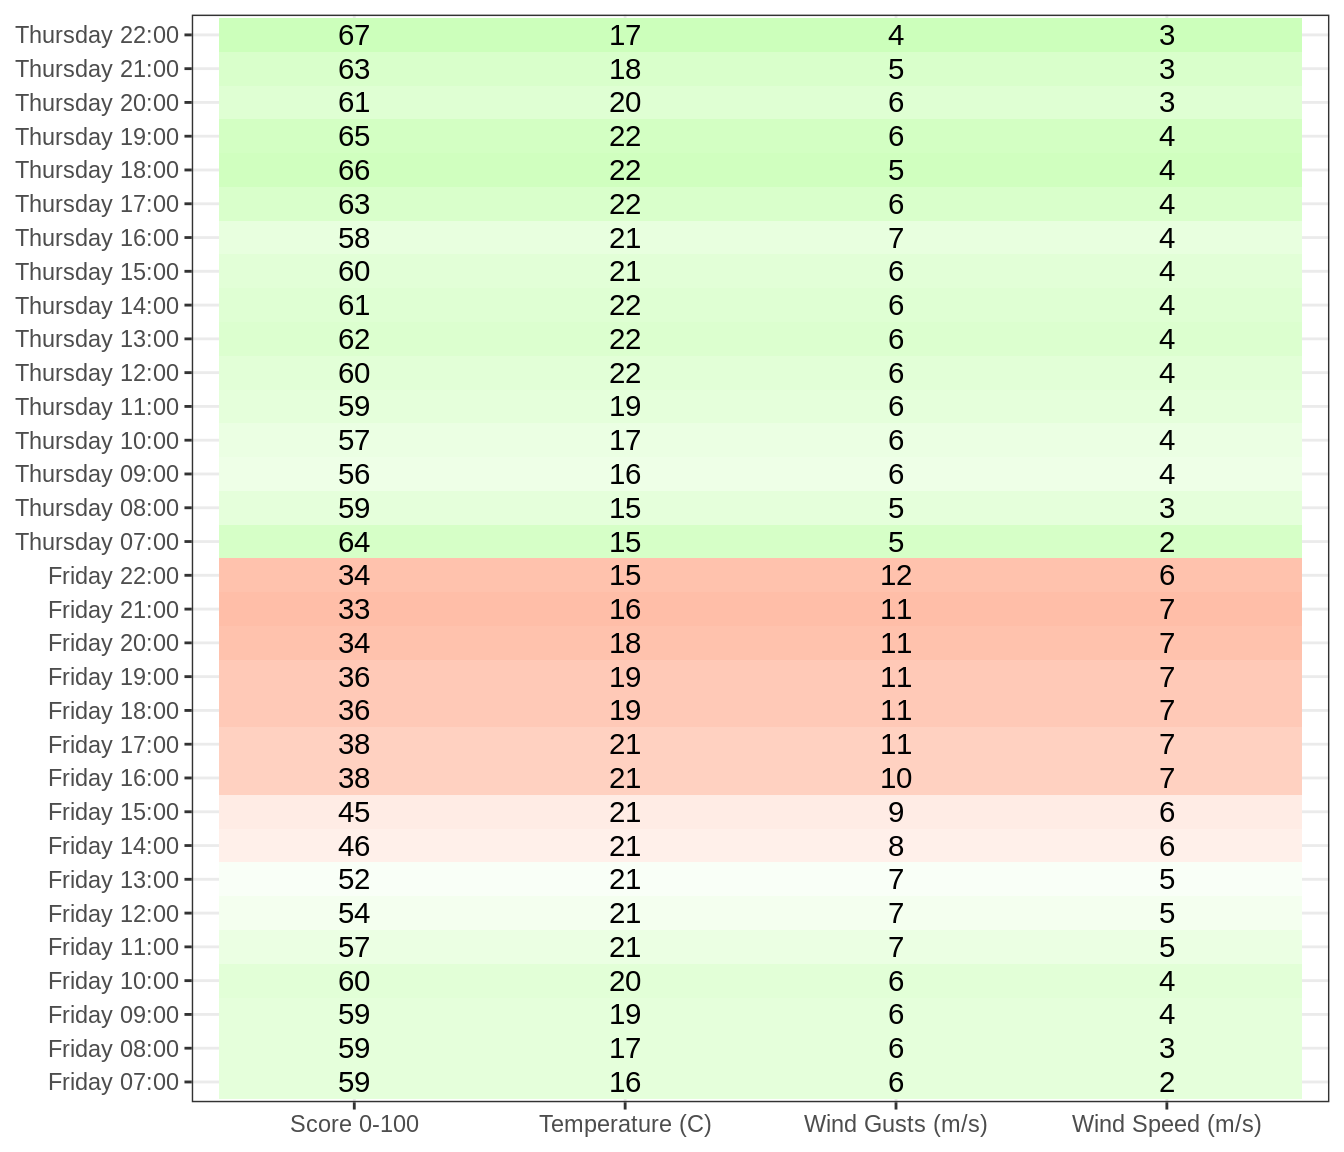 Thursday 22:00 67 17 4 3
Thursday 21:00 63 18 5 3
Thursday 20:00 61 20 6 3
Thursday 19:00 65 22 6 4
Thursday 18:00 66 22 5 4
Thursday 17:00 63 22 6 4
Thursday 16:00 58 21 7 4
Thursday 15:00 60 21 6 4
Thursday 14:00 61 22 6 4
Thursday 13:00 62 22 6 4
Thursday 12:00 60 22 6 4
Thursday 11:00 59 19 6 4
Thursday 10:00 57 17 6 4
Thursday 09:00 56 16 6 4
Thursday 08:00 59 15 5 3
Thursday 07:00 64 15 5 2
Friday 22:00 34 15 12 6
Friday 21:00 33 16 11 7
Friday 20:00 34 18 11 7
Friday 19:00 36 19 11 7
Friday 18:00 36 19 11 7
Friday 17:00 38 21 11 7
Friday 16:00 38 21 10 7
Friday 15:00 45 21 9 6
Friday 14:00 46 21 8 6
Friday 13:00 52 21 7 5
Friday 12:00 54 21 7 5
Friday 11:00 57 21 7 5
Friday 10:00 60 20 6 4
Friday 09:00 59 19 6 4
Friday 08:00 59 17 6 3
Friday 07:00 59 16 6 2
Score 0-100 Temperature (C) Wind Gusts (m/s) Wind Speed (m/s)